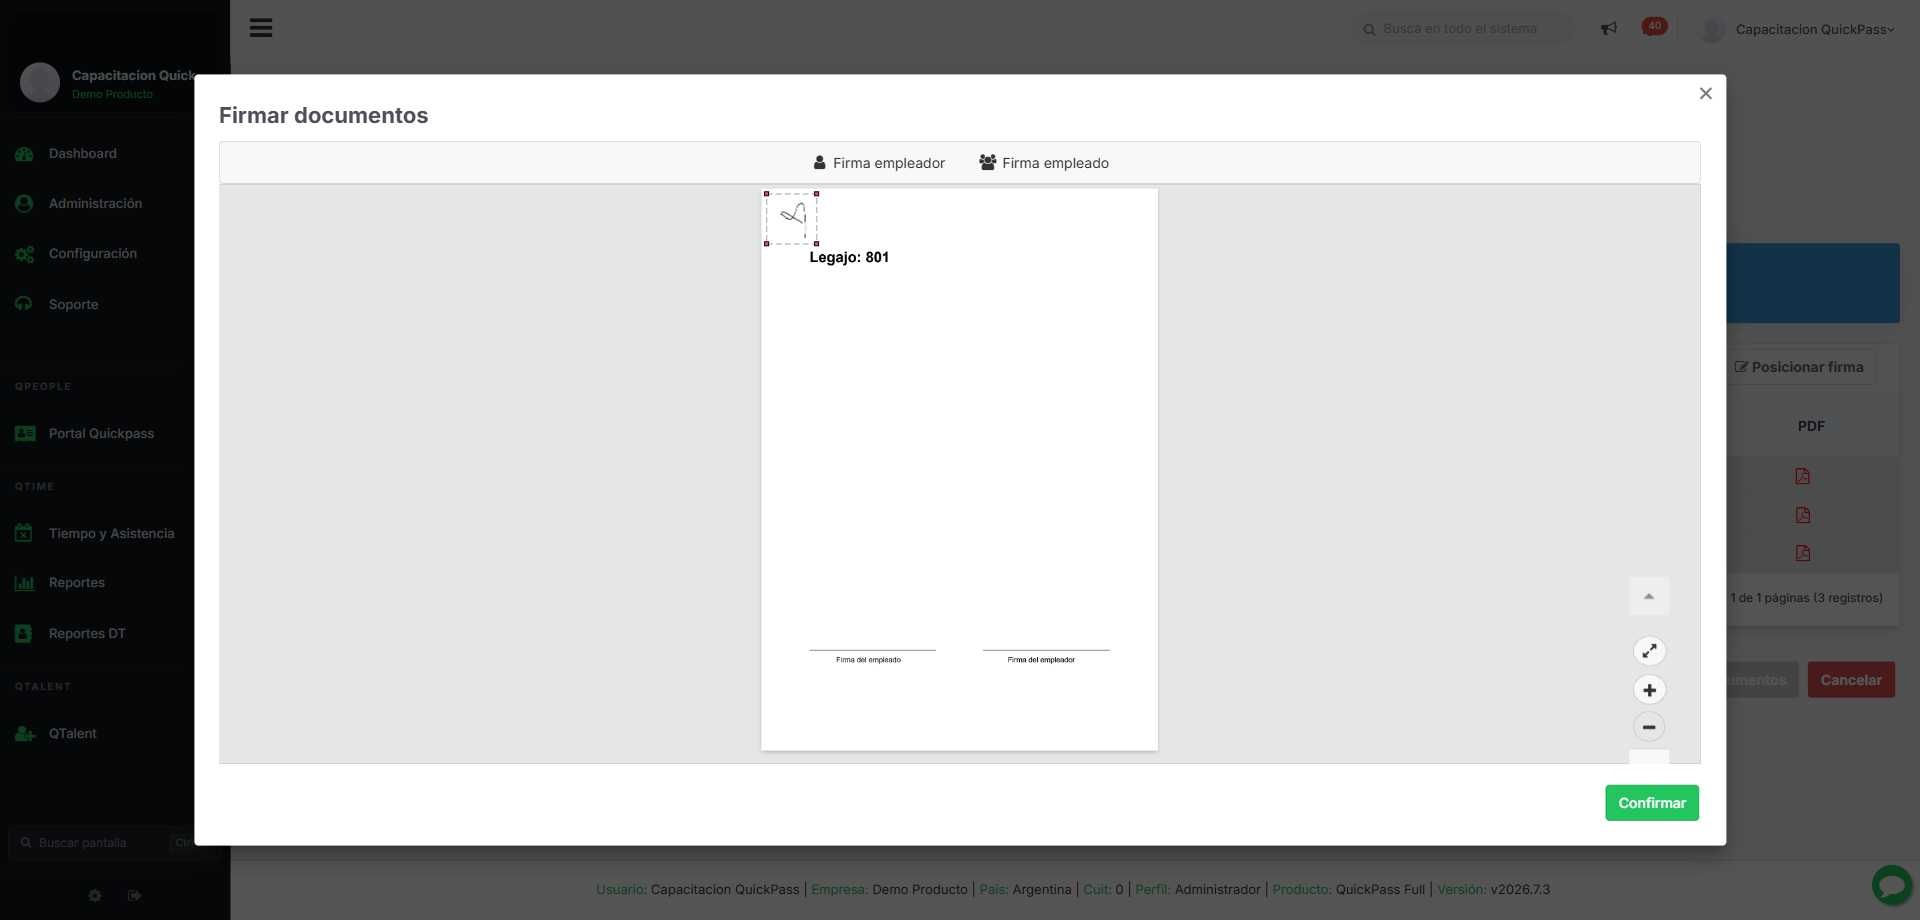 Capacitacion Quick
Demo Producto
Dashboard
Administración
Configuración
Soporte
QPEOPLE
Portal Quickpass
QTIME
Tiempo y Asistencia
Reportes
Reportes DT
QTALENT
QTalent
Buscar pantalla
Buscá en todo el sistema
40
Capacitacion QuickPass
Firmar documentos
Firma empleador
Firma empleado
Legajo: 801
Firma del empleado
Firma del empleador
Confirmar
Posicionar firma
PDF
1 de 1 páginas (3 registros)
Cancelar
Usuario: Capacitacion QuickPass | Empresa: Demo Producto | País: Argentina | Cuit: 0 | Perfil: Administrador | Producto: QuickPass Full | Versión: v2026.7.3